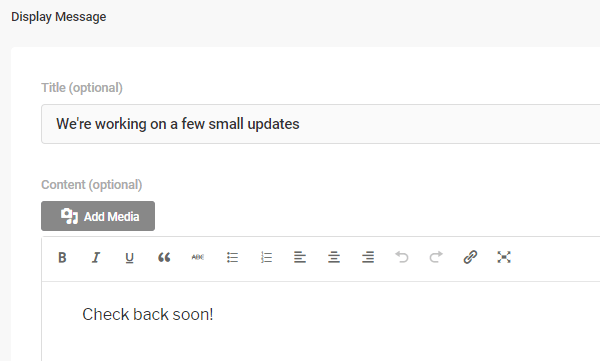 Display Message
Title (optional)
We're working on a few small updates
Content (optional)
Add Media
B I U ABC
Check back soon!